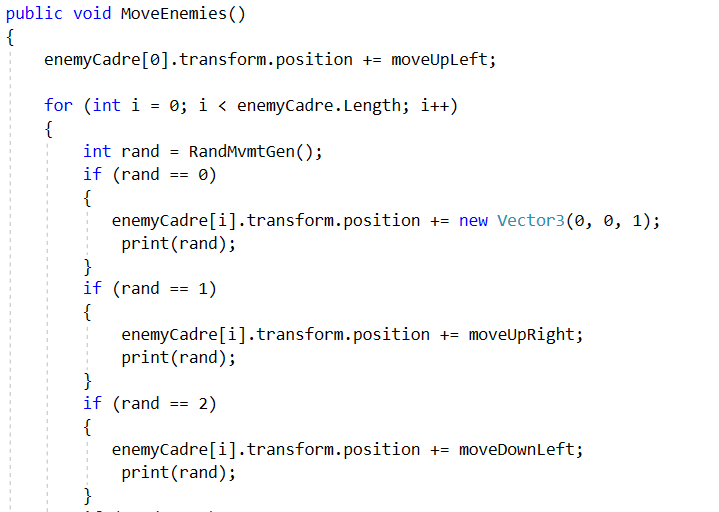 public void MoveEnemies()
{
enemyCadre[0].transform.position += moveUpLeft;
for (int i = 0; i < enemyCadre.Length; i++)
{
int rand = RandMvmtGen();
if (rand == 0)
{
enemyCadre[i].transform.position += new Vector3(0, 0, 1);
print(rand);
}
if (rand == 1)
{
enemyCadre[i].transform.position += moveUpRight;
print(rand);
}
if (rand == 2)
{
enemyCadre[i].transform.position += moveDownLeft;
print(rand);
}